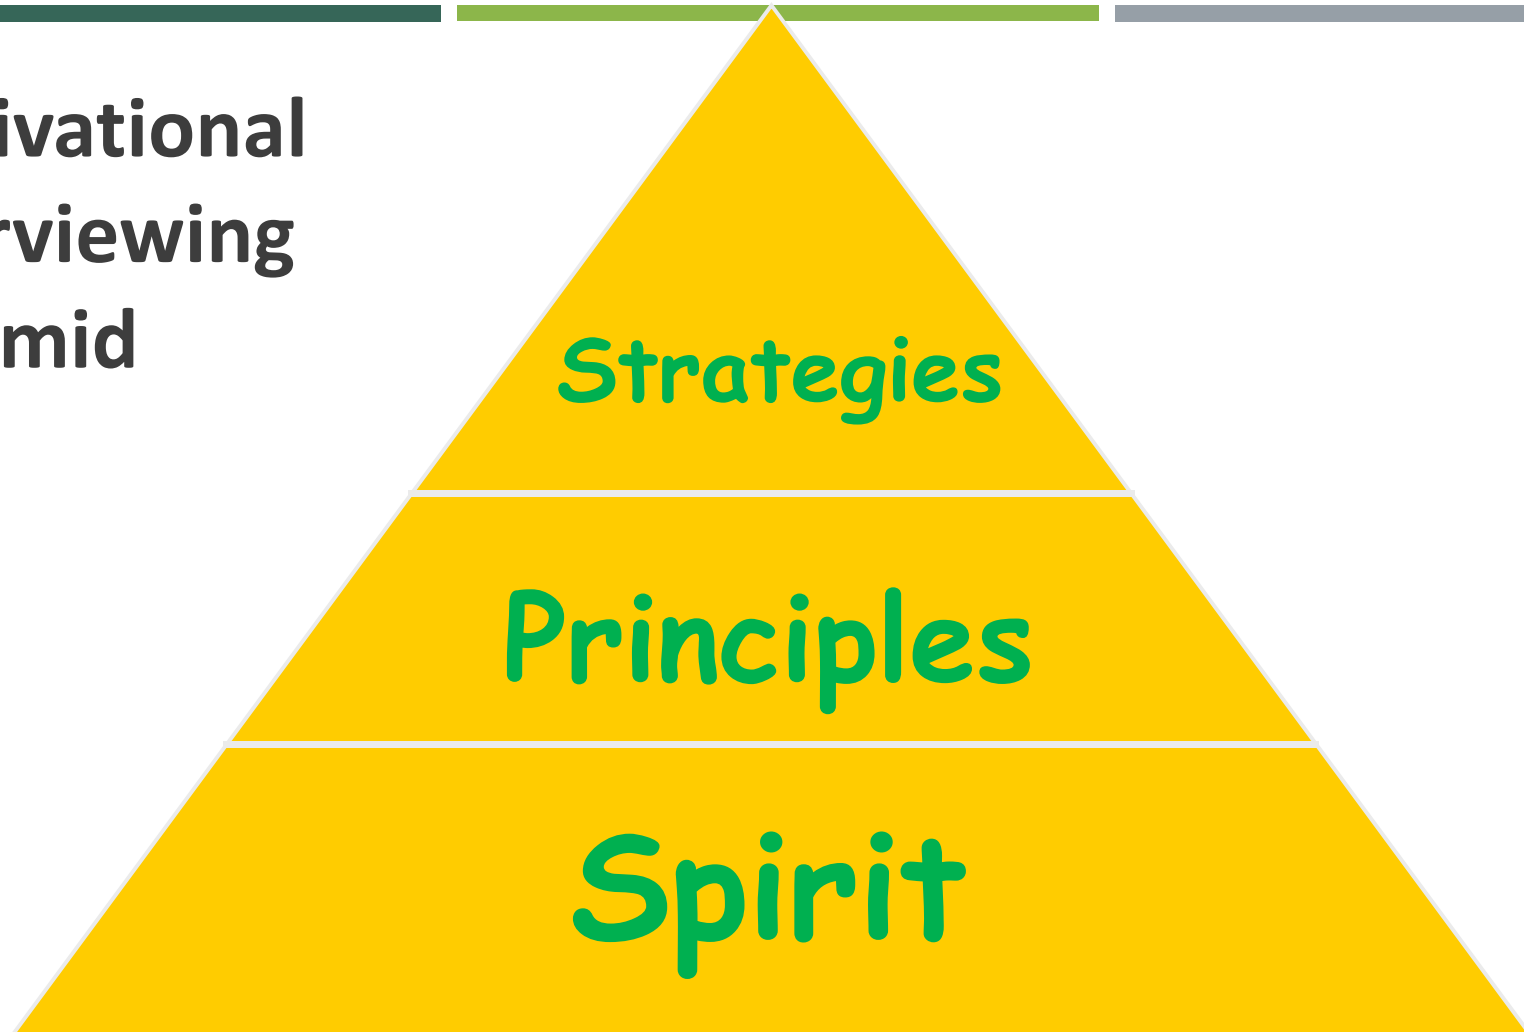 ivational
rviewing
mid
Strategies
Principles
Spirit